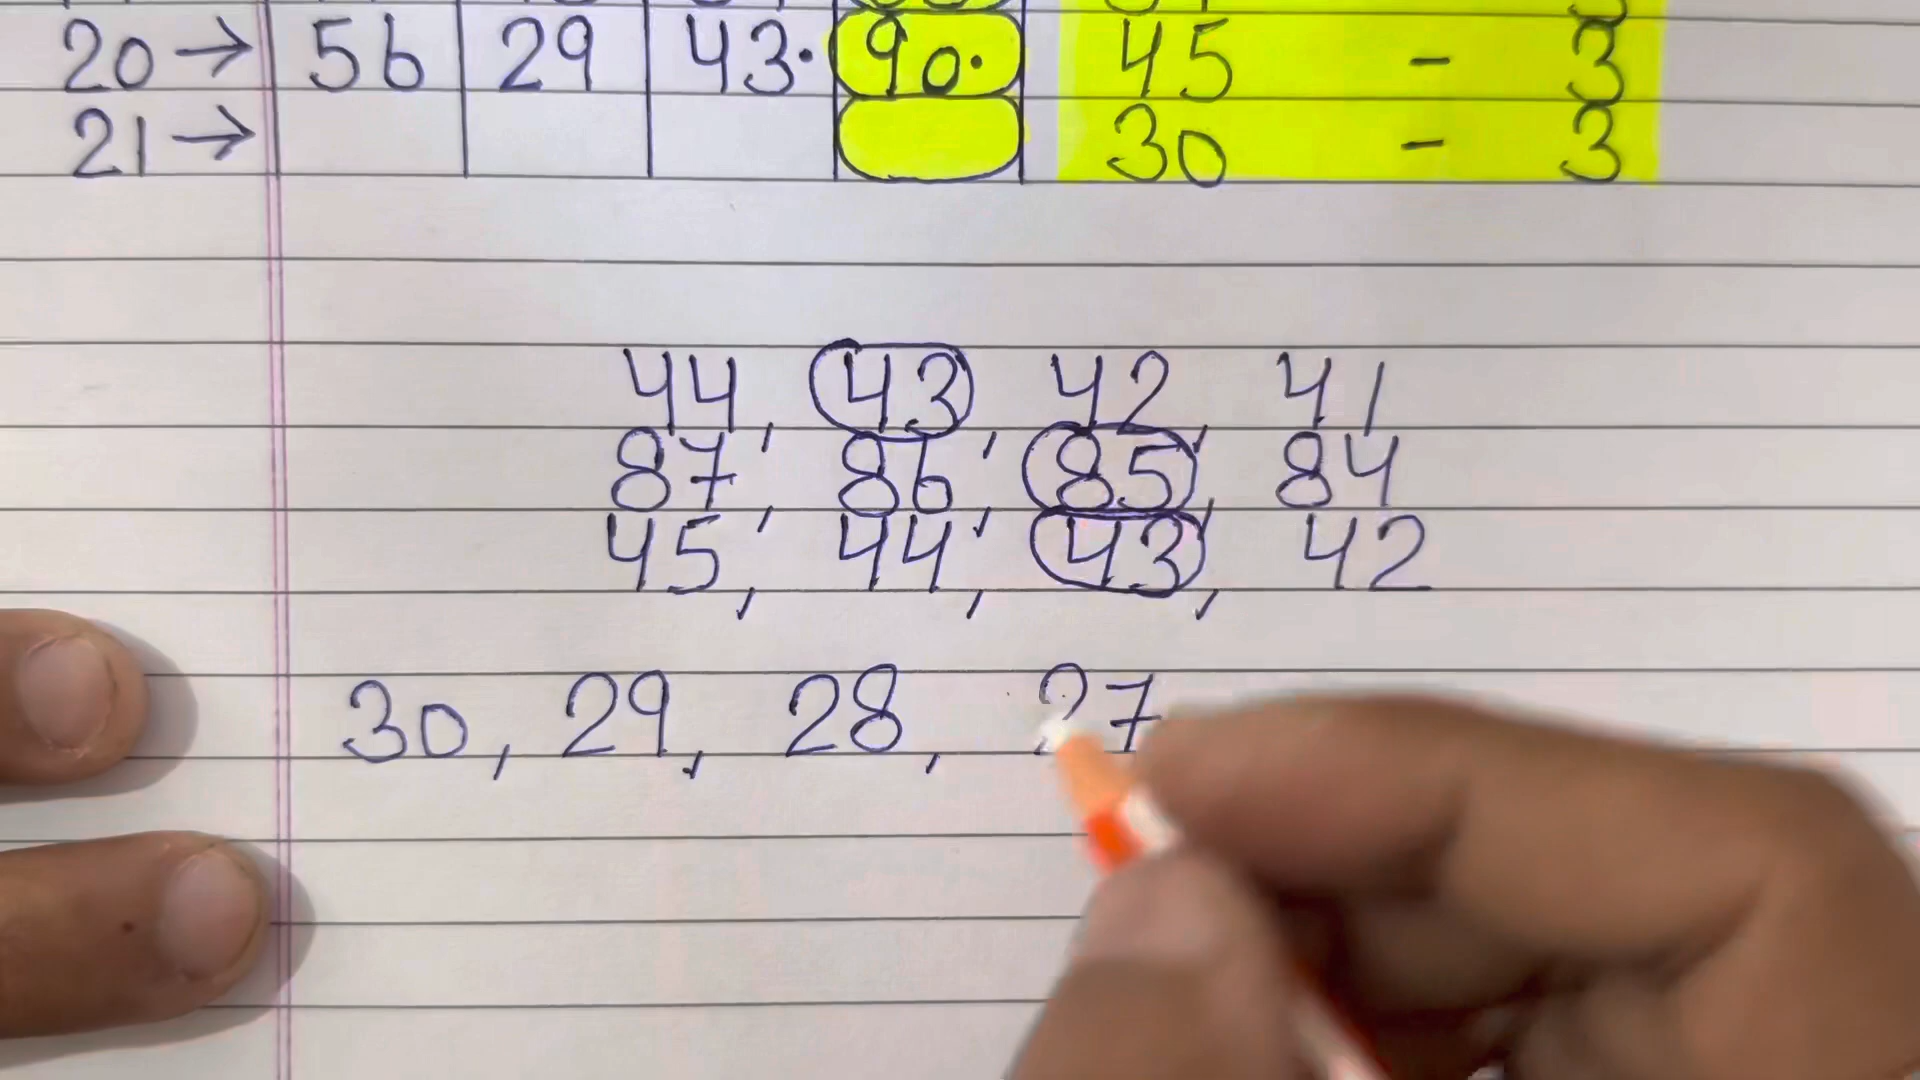 20 → 56 29 43. 90. 45 - 3
21 → 30 - 3
44, 43, 42, 41
87, 86, 85, 84
45, 44, 43, 42
30, 29, 28, 27